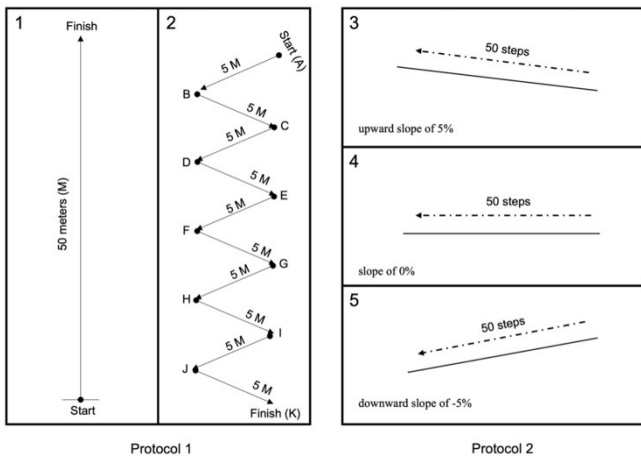 1
Finish
50 meters (M)
Start
2
Start (A)
5 M
B
5 M
C
5 M
D
5 M
E
5 M
F
5 M
G
5 M
H
5 M
I
5 M
J
5 M
Finish (K)
Protocol 1
3
50 steps
upward slope of 5%
4
50 steps
slope of 0%
5
50 steps
downward slope of -5%
Protocol 2